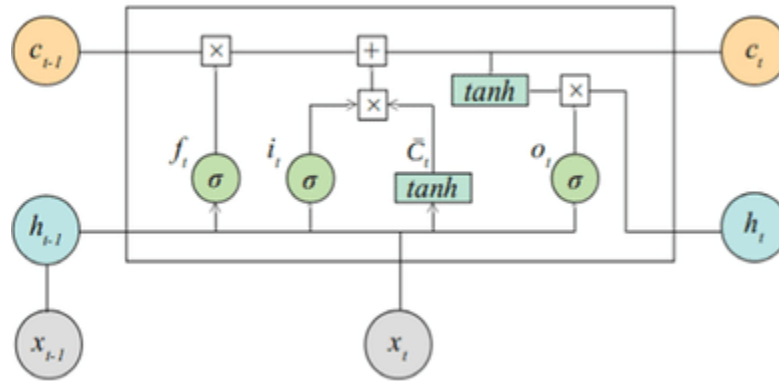 c_{t-1} × + c_t
tanh ×
×
f_t i_t C̄_t o_t
σ σ tanh σ
h_{t-1} h_t
x_{t-1} x_t